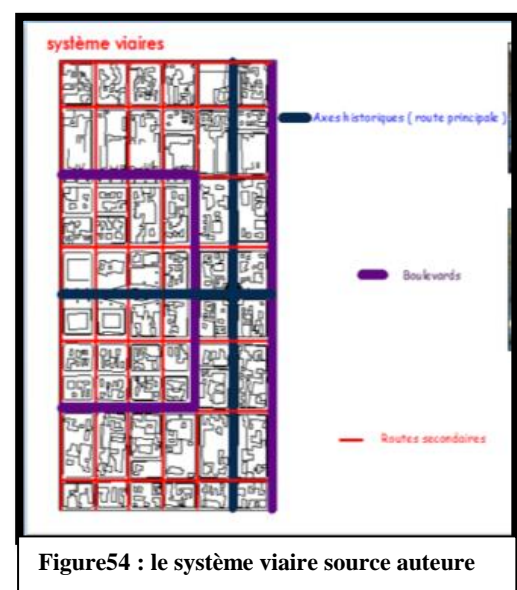 système viaires
Axes historiques ( route principale )
Boulevards
Routes secondaires
Figure54 : le système viaire source auteure